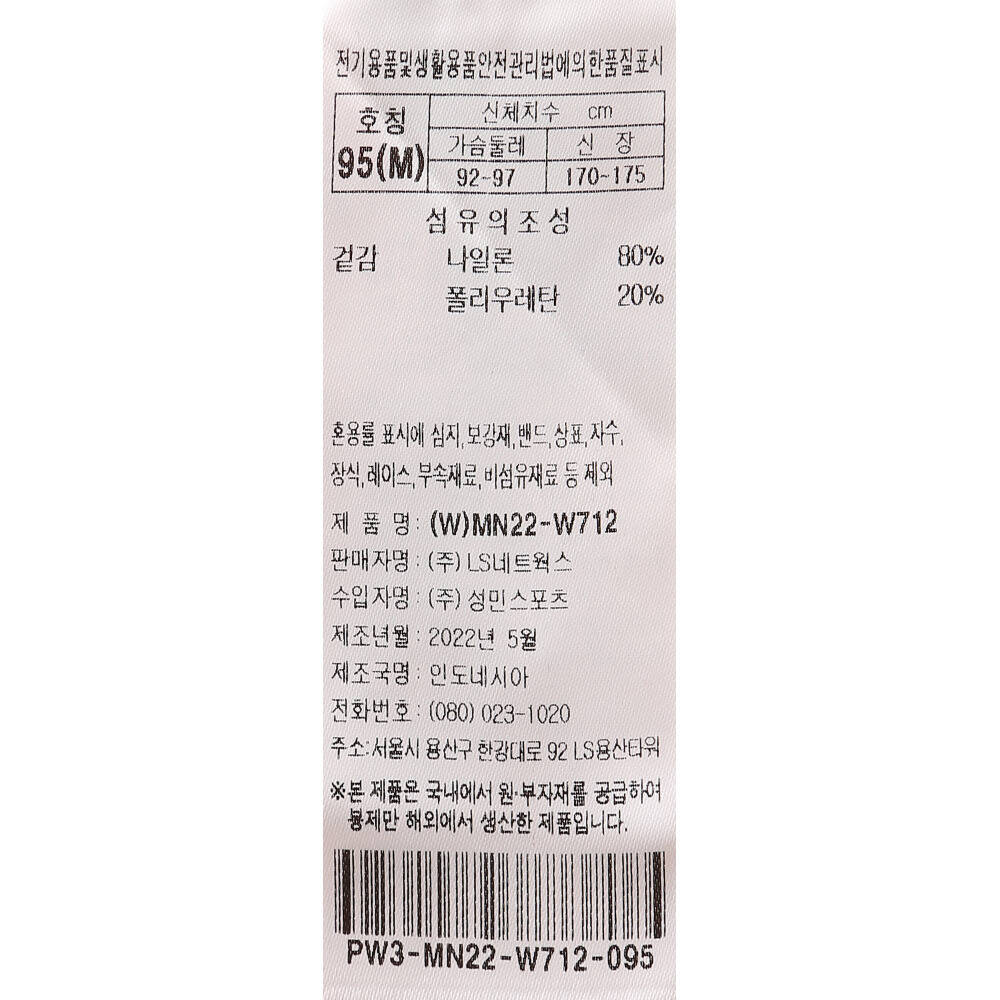 전기용품및생활용품안전관리법에의한품질표시
호칭 신체치수 cm
95(M) 가슴둘레 신 장
92-97 170~175
섬유의조성
겉감 나일론 80%
폴리우레탄 20%
혼용률 표시에 심지,보강재,밴드,상표,자수,
장식,레이스,부속재료,비섬유재료 등 제외
제 품 명: (W)MN22-W712
판매자명: (주) LS네트웍스
수입자명: (주) 성민스포츠
제조년월: 2022년 5월
제조국명: 인도네시아
전화번호: (080) 023-1020
주소:서울시 용산구 한강대로 92 LS용산타워
※본 제품은 국내에서 원·부자재를 공급하여
봉제만 해외에서 생산한 제품입니다.
PW3-MN22-W712-095